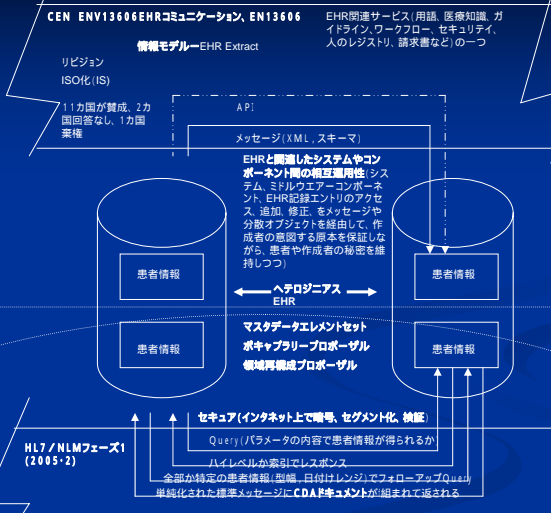 CEN ENV13606EHRコミュニケーション、EN13606
情報モデルーEHR Extract
リビジョン
ISO化(IS)
11カ国が賛成、2カ
国回答なし、1カ国
棄権
EHR関連サービス(用語、医療知識、ガ
イドライン、ワークフロー、セキュリテイ、
人のレジストリ、請求書など)の一つ
API
メッセージ(XML,スキーマ)
EHRと関連したシステムやコン
ポーネント間の相互運用性(シス
テム、ミドルウエアーコンポーネ
ント、EHR記録エントリのアクセ
ス、追加、修正、をメッセージや
分散オブジェクトを経由して、作
成者の意図する原本を保証しな
がら、患者や作成者の秘密を維
持しつつ)
患者情報
患者情報
ヘテロジニアス
EHR
マスタデータエレメントセット
ボキャブラリープロポーザル
領域再構成プロポーザル
患者情報
患者情報
セキュア(インタネット上で暗号、セグメント化、検証)
Query(パラメータの内容で患者情報が得られるか)
HL7/NLMフェーズ1
(2005・2)
ハイレベルか索引でレスポンス
全部か特定の患者情報(型幅,日付けレンジ)でフォローアップQuery
単純化された標準メッセージにCDAドキュメントが組まれて返される